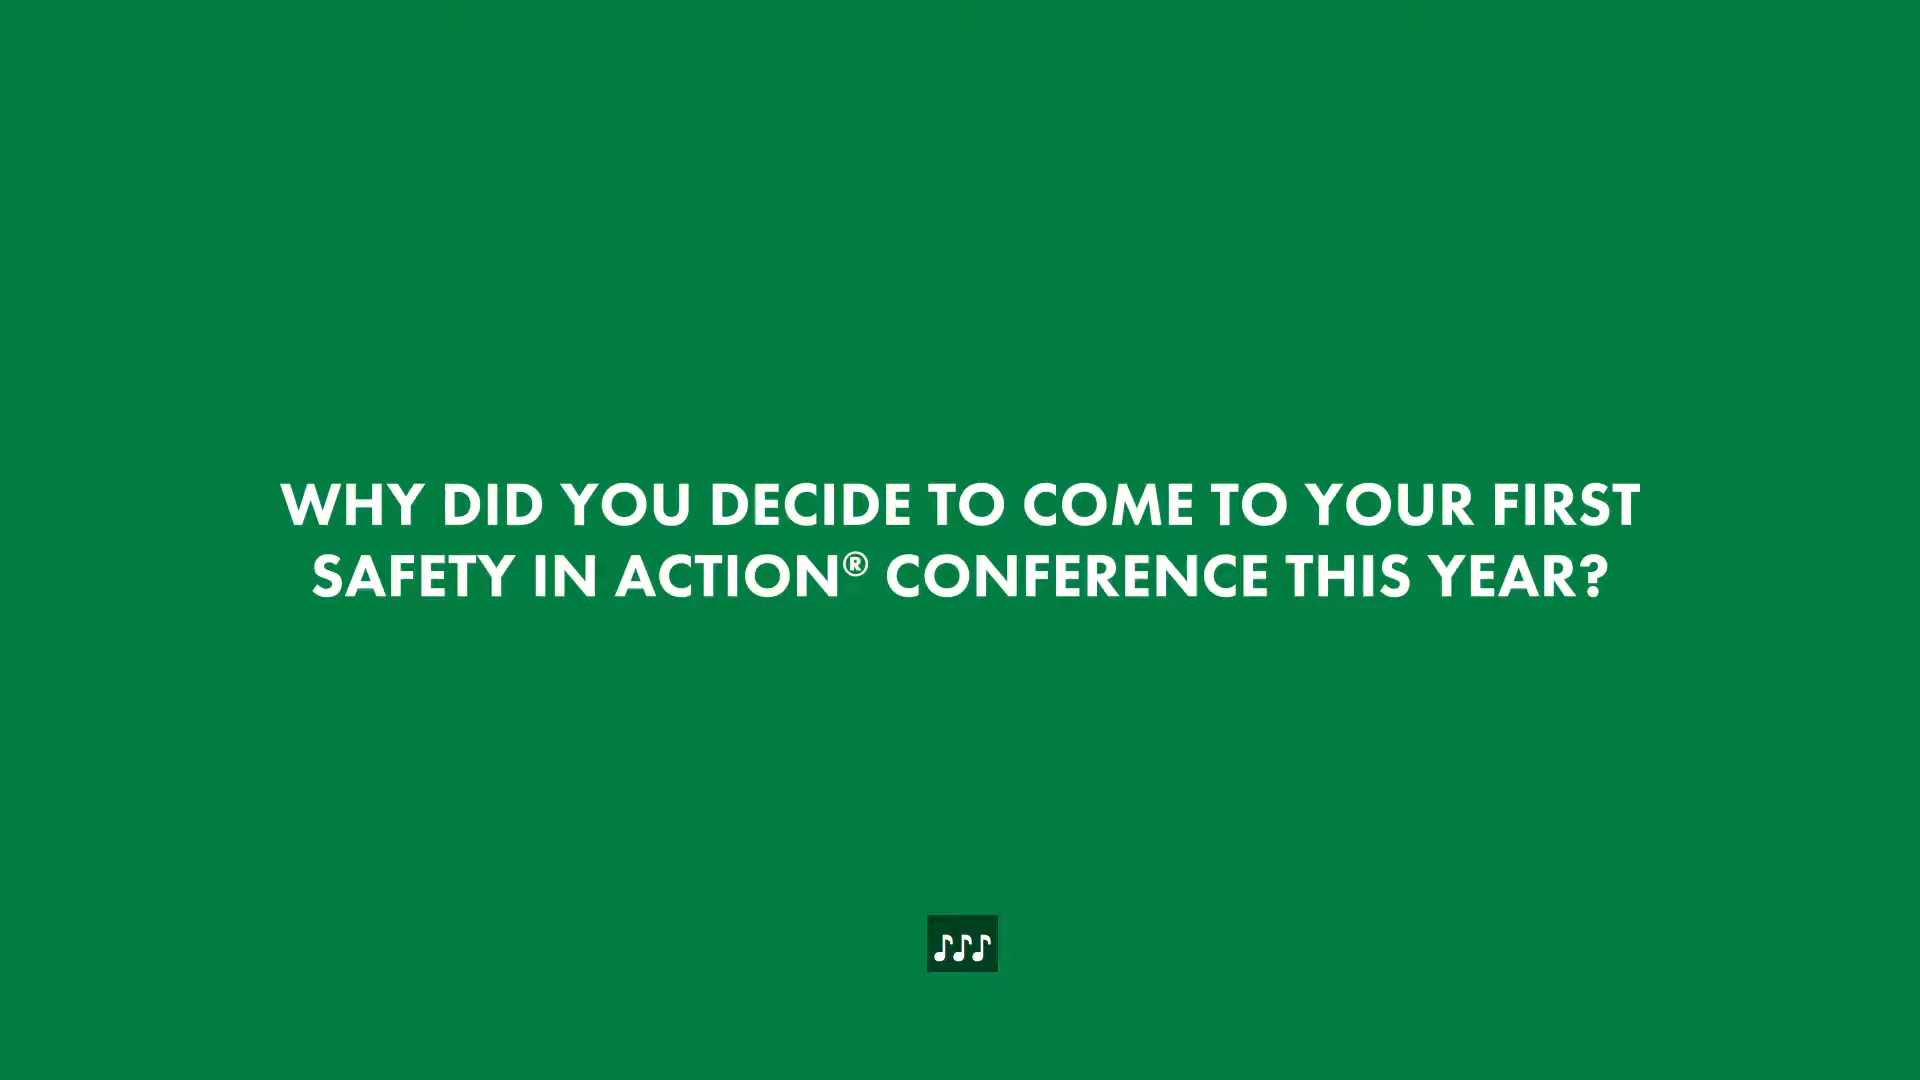 WHY DID YOU DECIDE TO COME TO YOUR FIRST
SAFETY IN ACTION® CONFERENCE THIS YEAR?
♪♪♪